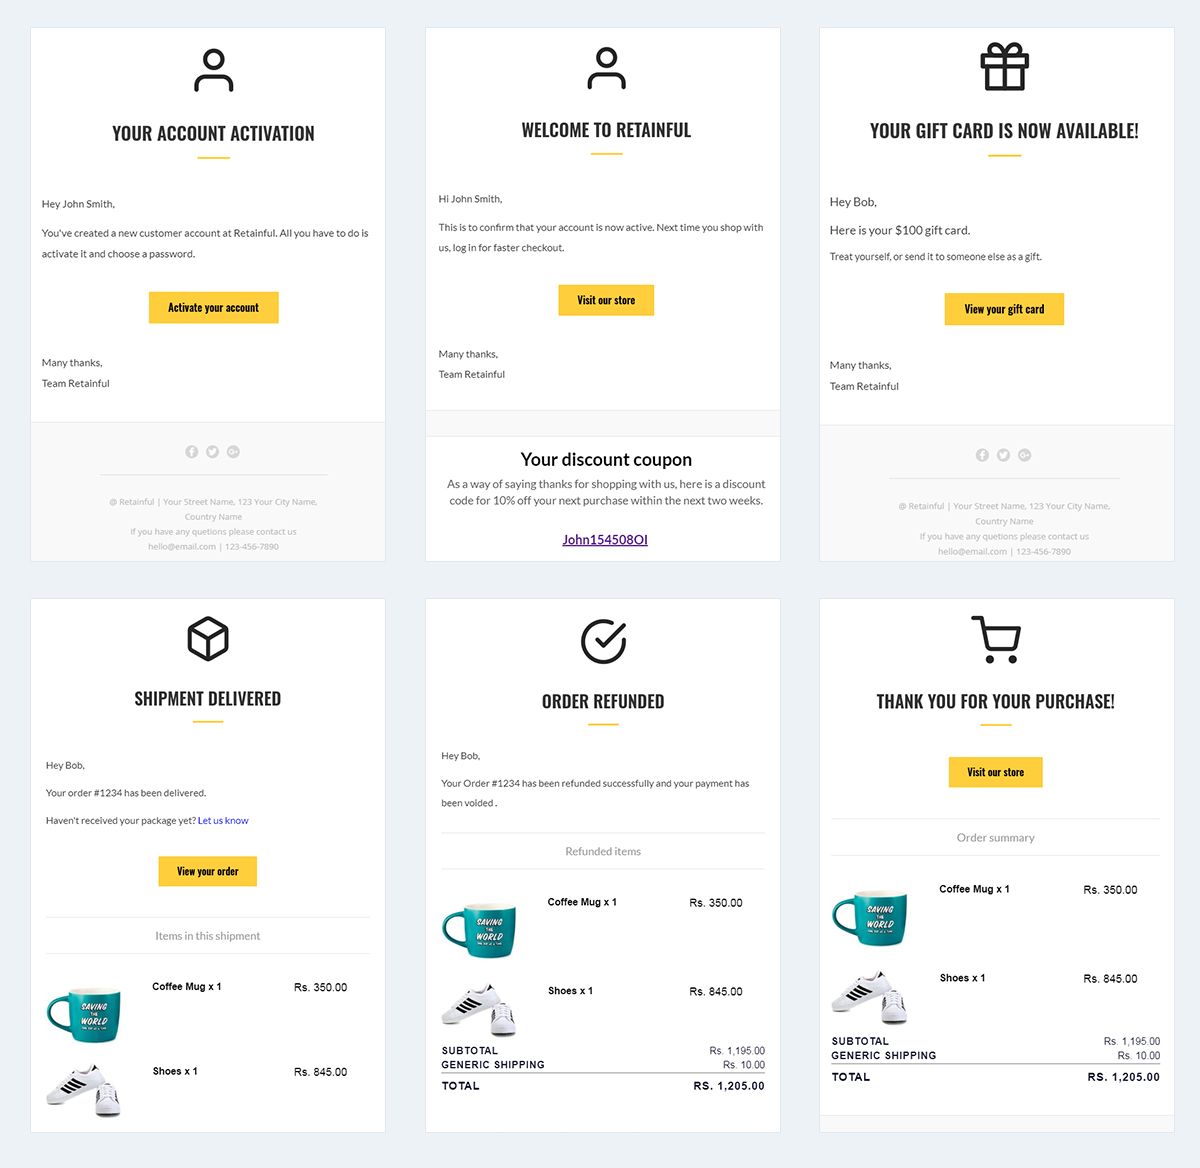 YOUR ACCOUNT ACTIVATION
Hey John Smith,
You've created a new customer account at Retainful. All you have to do is
activate it and choose a password.
Activate your account
Many thanks,
Team Retainful
@ Retainful | Your Street Name, 123 Your City Name,
Country Name
If you have any quetions please contact us
hello@email.com | 123-456-7890
WELCOME TO RETAINFUL
Hi John Smith,
This is to confirm that your account is now active. Next time you shop with
us, log in for faster checkout.
Visit our store
Many thanks,
Team Retainful
Your discount coupon
As a way of saying thanks for shopping with us, here is a discount
code for 10% off your next purchase within the next two weeks.
John154508OI
YOUR GIFT CARD IS NOW AVAILABLE!
Hey Bob,
Here is your $100 gift card.
Treat yourself, or send it to someone else as a gift.
View your gift card
Many thanks,
Team Retainful
@ Retainful | Your Street Name, 123 Your City Name,
Country Name
If you have any quetions please contact us
hello@email.com | 123-456-7890
SHIPMENT DELIVERED
Hey Bob,
Your order #1234 has been delivered.
Haven't received your package yet? Let us know
View your order
Items in this shipment
SAVING
THE
WORLD
Coffee Mug x 1 Rs. 350.00
Shoes x 1 Rs. 845.00
ORDER REFUNDED
Hey Bob,
Your Order #1234 has been refunded successfully and your payment has
been voided .
Refunded items
SAVING
THE
WORLD
Coffee Mug x 1 Rs. 350.00
Shoes x 1 Rs. 845.00
SUBTOTAL Rs. 1,195.00
GENERIC SHIPPING Rs. 10.00
TOTAL RS. 1,205.00
THANK YOU FOR YOUR PURCHASE!
Visit our store
Order summary
SAVING
THE
WORLD
Coffee Mug x 1 Rs. 350.00
Shoes x 1 Rs. 845.00
SUBTOTAL Rs. 1,195.00
GENERIC SHIPPING Rs. 10.00
TOTAL RS. 1,205.00